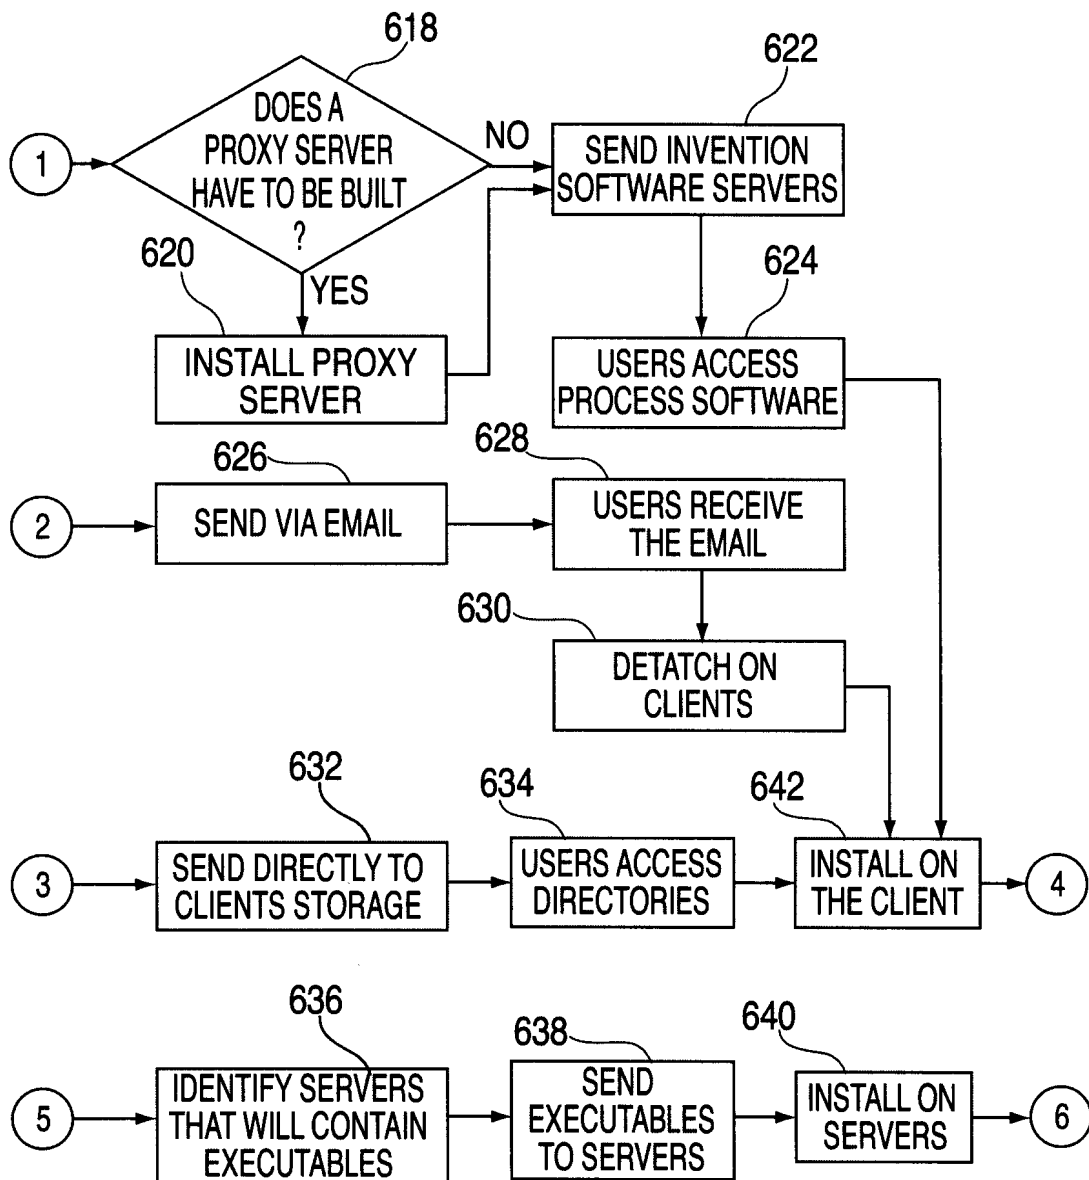 618
DOES A
PROXY SERVER
HAVE TO BE BUILT
?
1
NO
622
SEND INVENTION
SOFTWARE SERVERS
620
YES
INSTALL PROXY
SERVER
624
USERS ACCESS
PROCESS SOFTWARE
2
626
SEND VIA EMAIL
628
USERS RECEIVE
THE EMAIL
630
DETATCH ON
CLIENTS
3
632
SEND DIRECTLY TO
CLIENTS STORAGE
634
USERS ACCESS
DIRECTORIES
642
INSTALL ON
THE CLIENT
4
5
636
IDENTIFY SERVERS
THAT WILL CONTAIN
EXECUTABLES
638
SEND
EXECUTABLES
TO SERVERS
640
INSTALL ON
SERVERS
6